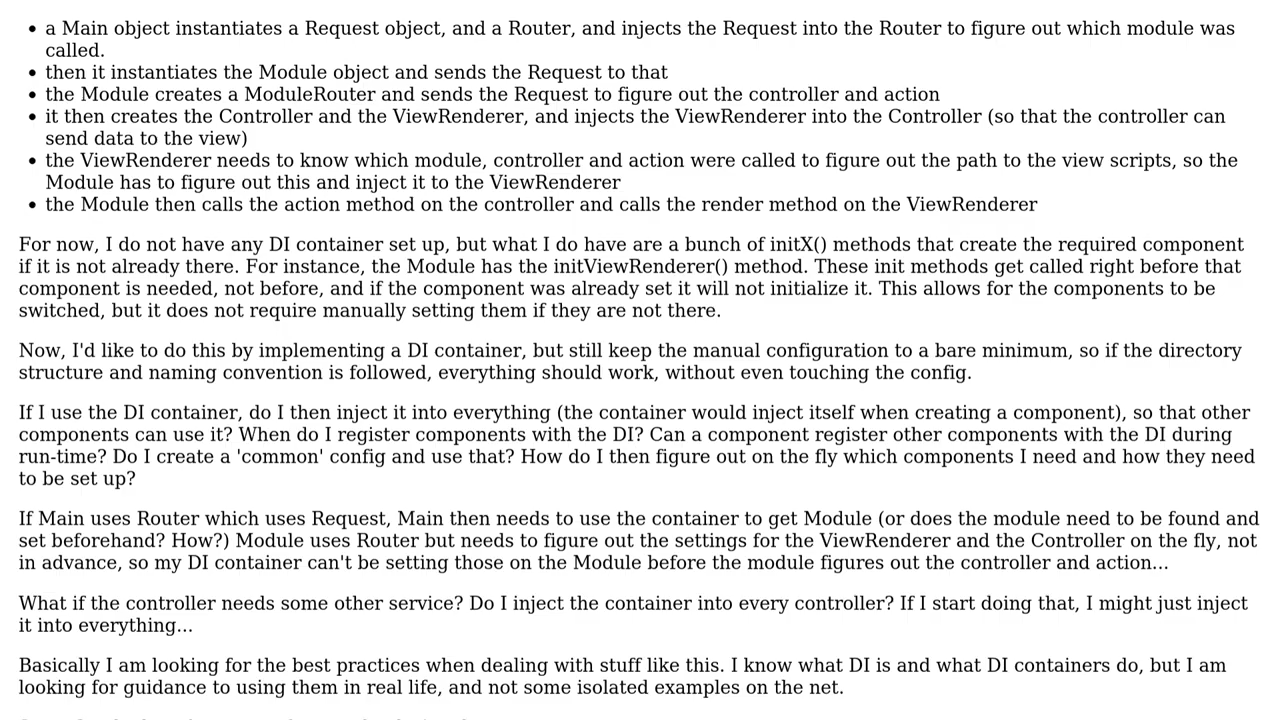 • a Main object instantiates a Request object, and a Router, and injects the Request into the Router to figure out which module was
called.
• then it instantiates the Module object and sends the Request to that
• the Module creates a ModuleRouter and sends the Request to figure out the controller and action
• it then creates the Controller and the ViewRenderer, and injects the ViewRenderer into the Controller (so that the controller can
send data to the view)
• the ViewRenderer needs to know which module, controller and action were called to figure out the path to the view scripts, so the
Module has to figure out this and inject it to the ViewRenderer
• the Module then calls the action method on the controller and calls the render method on the ViewRenderer
For now, I do not have any DI container set up, but what I do have are a bunch of initX() methods that create the required component
if it is not already there. For instance, the Module has the initViewRenderer() method. These init methods get called right before that
component is needed, not before, and if the component was already set it will not initialize it. This allows for the components to be
switched, but it does not require manually setting them if they are not there.
Now, I'd like to do this by implementing a DI container, but still keep the manual configuration to a bare minimum, so if the directory
structure and naming convention is followed, everything should work, without even touching the config.
If I use the DI container, do I then inject it into everything (the container would inject itself when creating a component), so that other
components can use it? When do I register components with the DI? Can a component register other components with the DI during
run-time? Do I create a 'common' config and use that? How do I then figure out on the fly which components I need and how they need
to be set up?
If Main uses Router which uses Request, Main then needs to use the container to get Module (or does the module need to be found and
set beforehand? How?) Module uses Router but needs to figure out the settings for the ViewRenderer and the Controller on the fly, not
in advance, so my DI container can't be setting those on the Module before the module figures out the controller and action...
What if the controller needs some other service? Do I inject the container into every controller? If I start doing that, I might just inject
it into everything...
Basically I am looking for the best practices when dealing with stuff like this. I know what DI is and what DI containers do, but I am
looking for guidance to using them in real life, and not some isolated examples on the net.